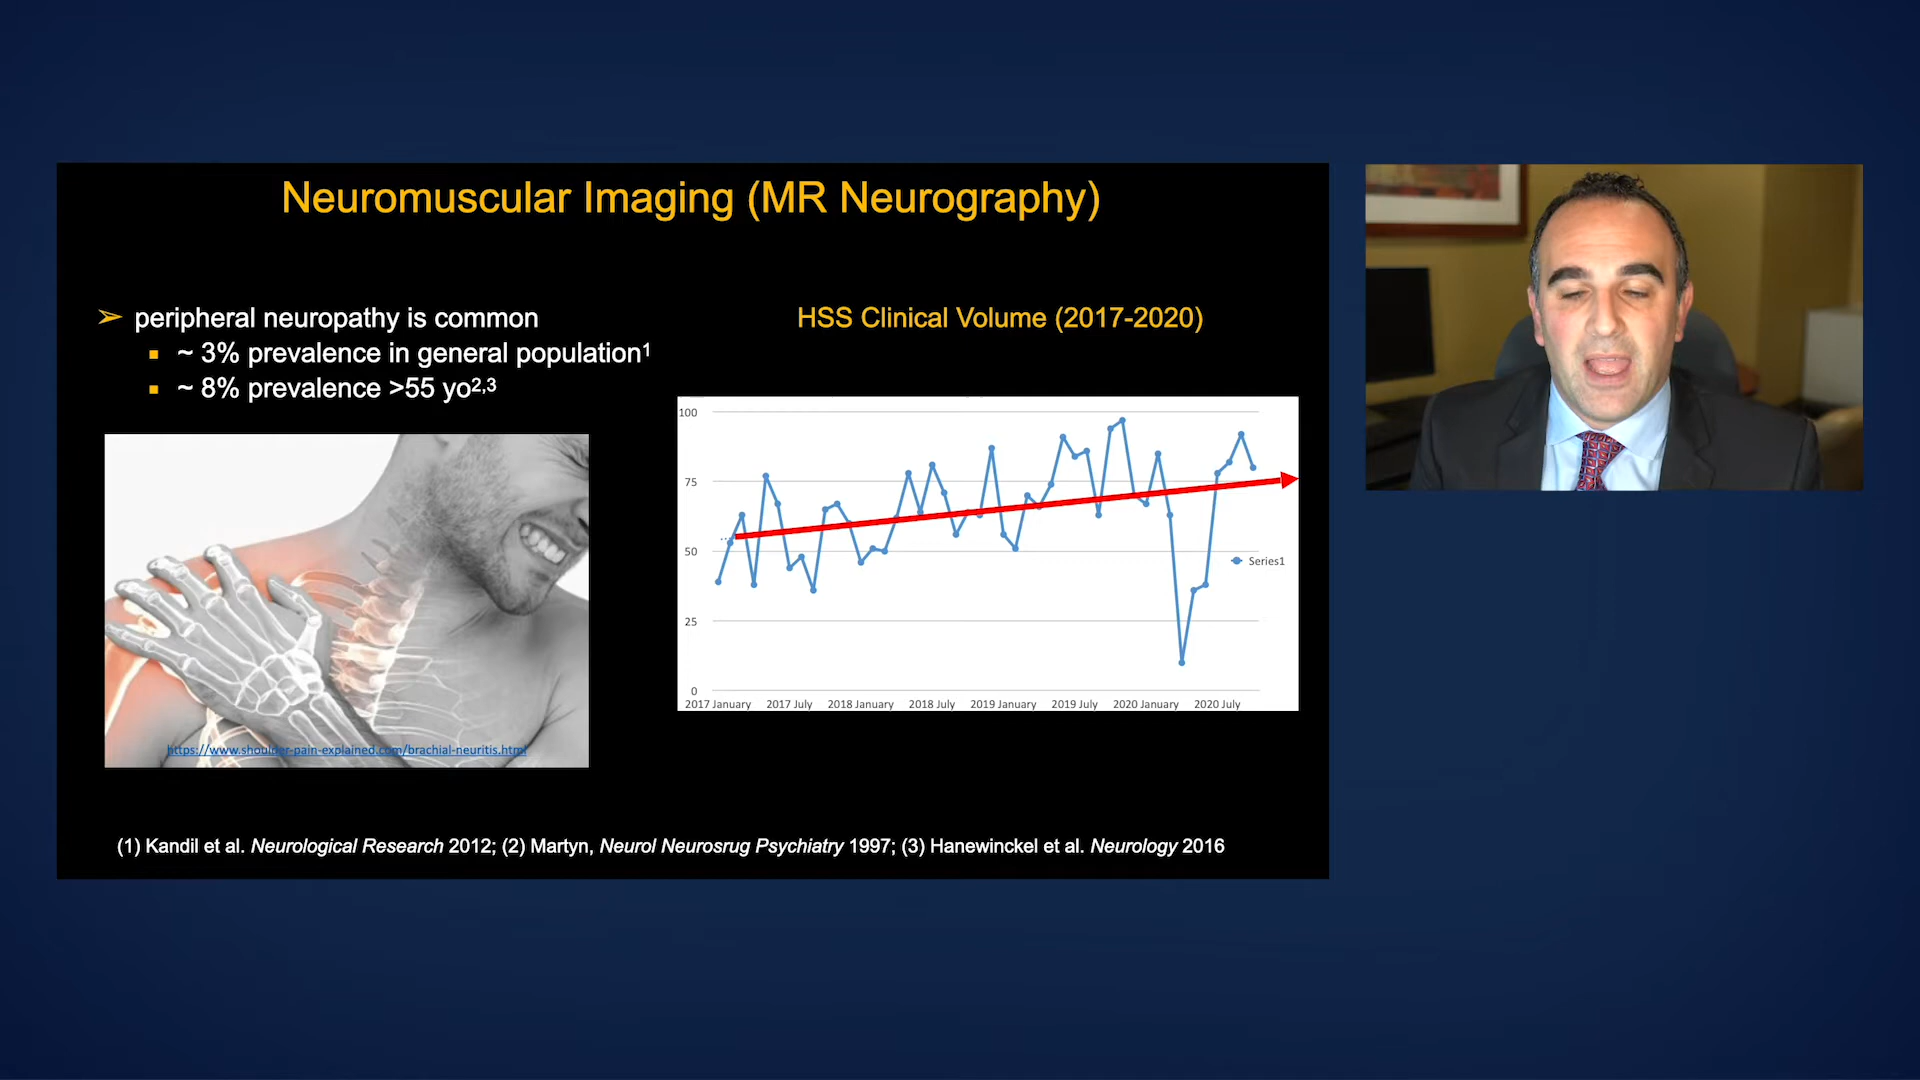 Neuromuscular Imaging (MR Neurography)
➢ peripheral neuropathy is common
▪ ~ 3% prevalence in general population¹
▪ ~ 8% prevalence >55 yo²,³
HSS Clinical Volume (2017-2020)
100
75
50
25
0
2017 January 2017 July 2018 January 2018 July 2019 January 2019 July 2020 January 2020 July
Series1
https://www.shoulder-pain-explained.com/brachial-neuritis.html
(1) Kandil et al. Neurological Research 2012; (2) Martyn, Neurol Neurosrug Psychiatry 1997; (3) Hanewinckel et al. Neurology 2016